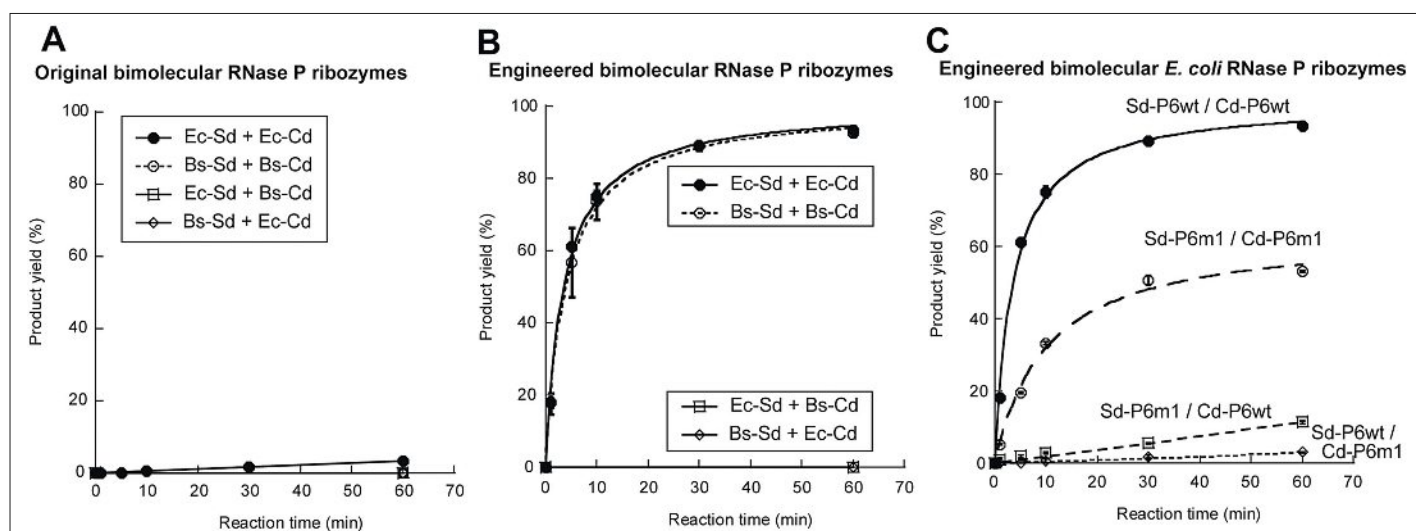 A
Original bimolecular RNase P ribozymes
Product yield (%)
100
80
60
40
20
0
Ec-Sd + Ec-Cd
Bs-Sd + Bs-Cd
Ec-Sd + Bs-Cd
Bs-Sd + Ec-Cd
0 10 20 30 40 50 60 70
Reaction time (min)
B
Engineered bimolecular RNase P ribozymes
Product yield (%)
100
80
60
40
20
0
Ec-Sd + Ec-Cd
Bs-Sd + Bs-Cd
Ec-Sd + Bs-Cd
Bs-Sd + Ec-Cd
0 10 20 30 40 50 60 70
Reaction time (min)
C
Engineered bimolecular E. coli RNase P ribozymes
Product yield (%)
100
80
60
40
20
0
Sd-P6wt / Cd-P6wt
Sd-P6m1 / Cd-P6m1
Sd-P6m1 / Cd-P6wt
Sd-P6wt /
Cd-P6m1
0 10 20 30 40 50 60 70
Reaction time (min)